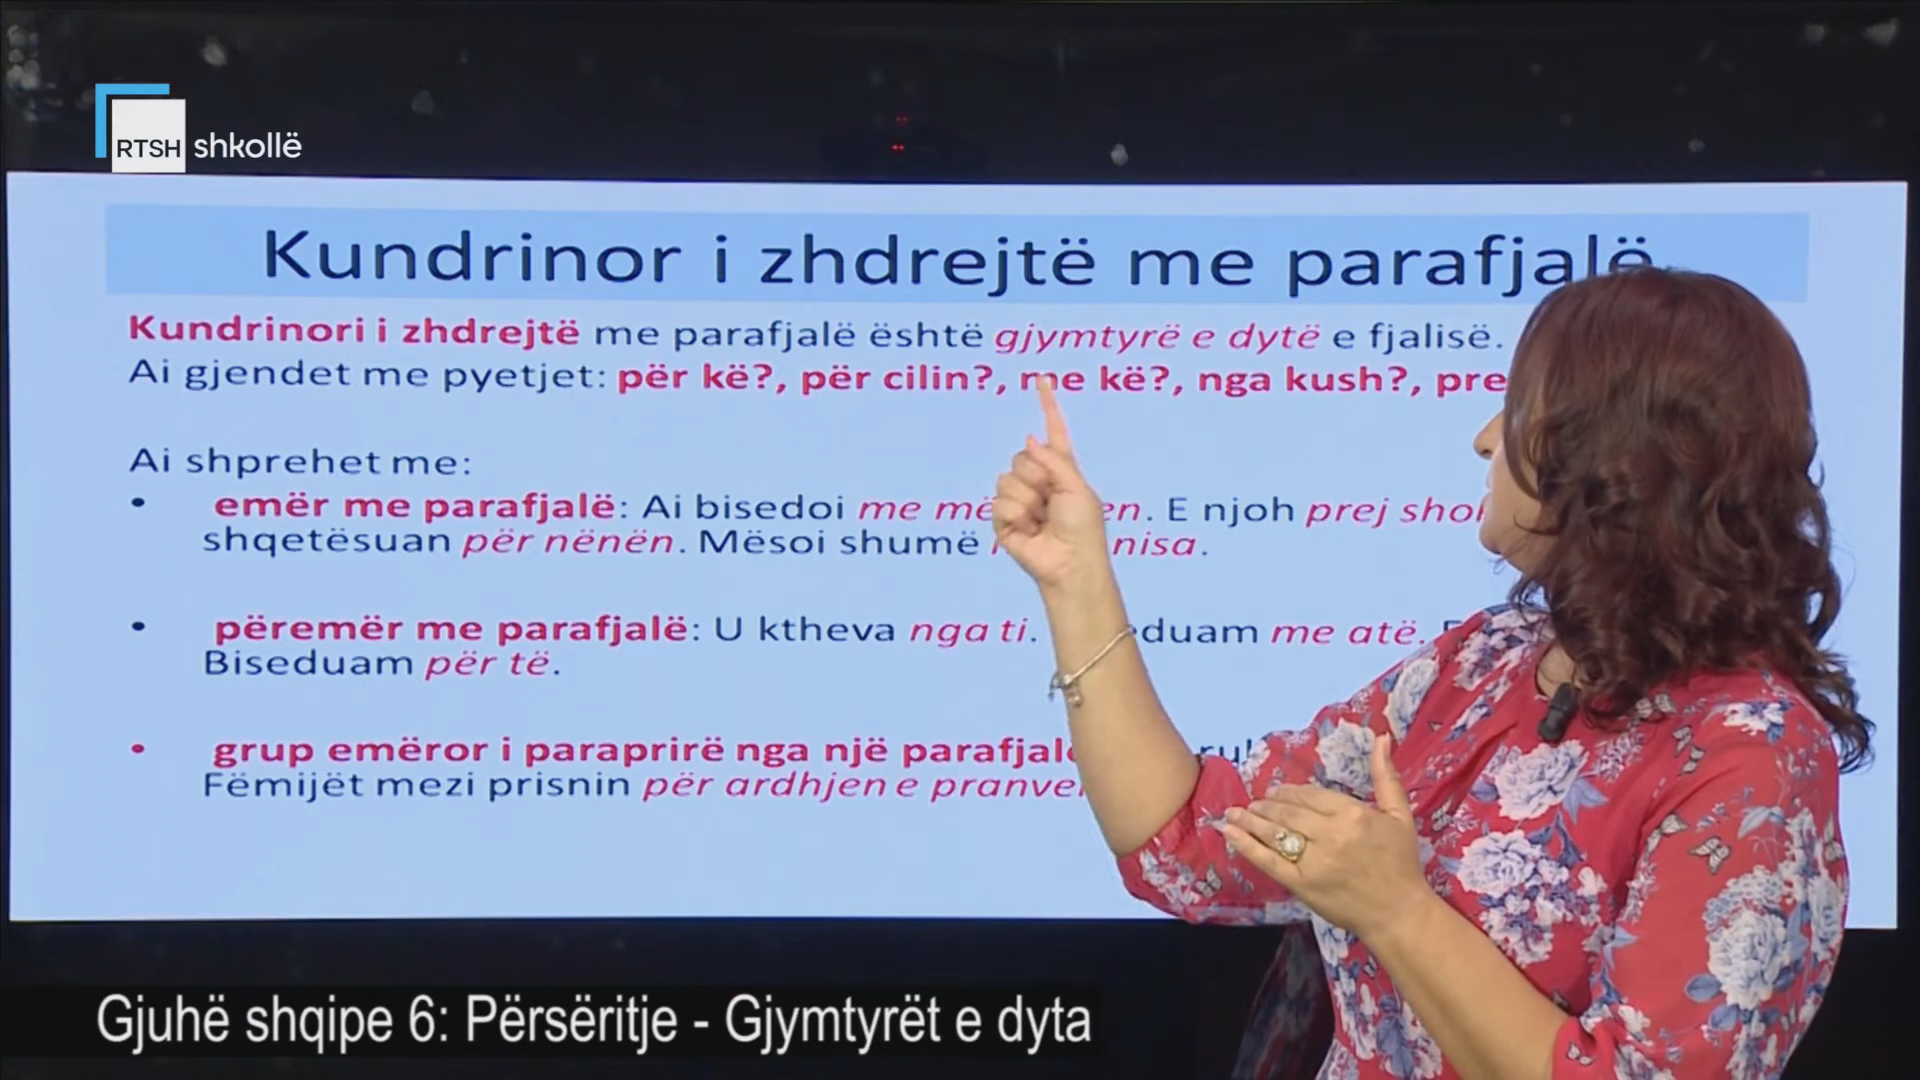 RTSH shkollë
Kundrinor i zhdrejtë me parafjalë
Kundrinori i zhdrejtë me parafjalë është gjymtyrë e dytë e fjalisë.
Ai gjendet me pyetjet: për kë?, për cilin?, me kë?, nga kush?,
Ai shprehet me:
• emër me parafjalë: Ai bisedoi me E njoh prej
shqetësuan për nënën. Mësoi shumë
• përemër me parafjalë: U ktheva nga ti. me atë.
Biseduam për të.
• grup emëror i paraprirë nga një parafjalë
Fëmijët mezi prisnin për ardhjen e
Gjuhë shqipe 6: Përsëritje - Gjymtyrët e dyta